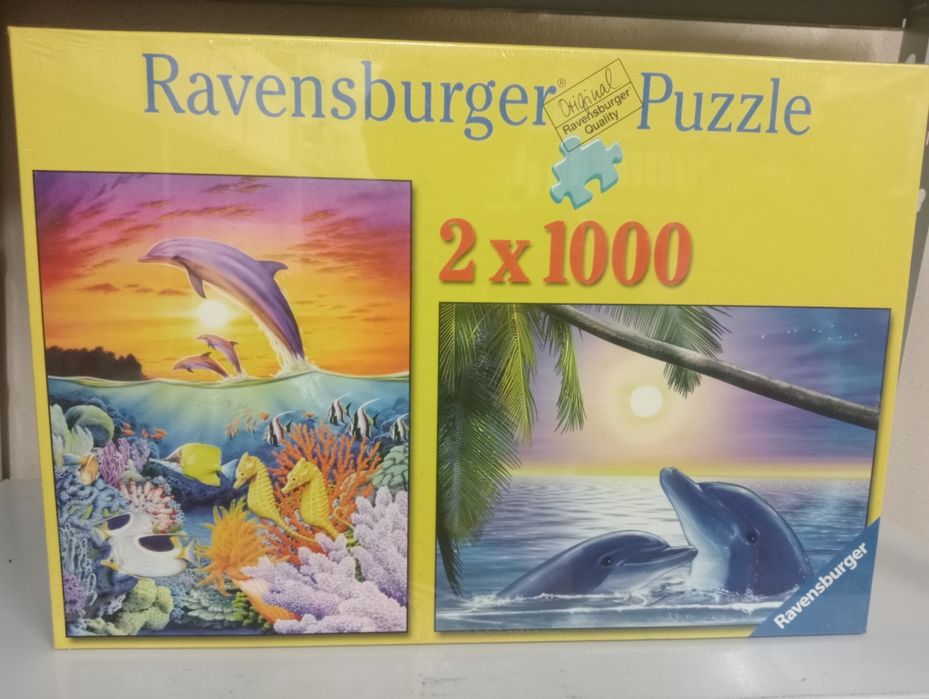 Ravensburger® Puzzle
Original
Ravensburger
Quality
2 x 1000
Ravensburger